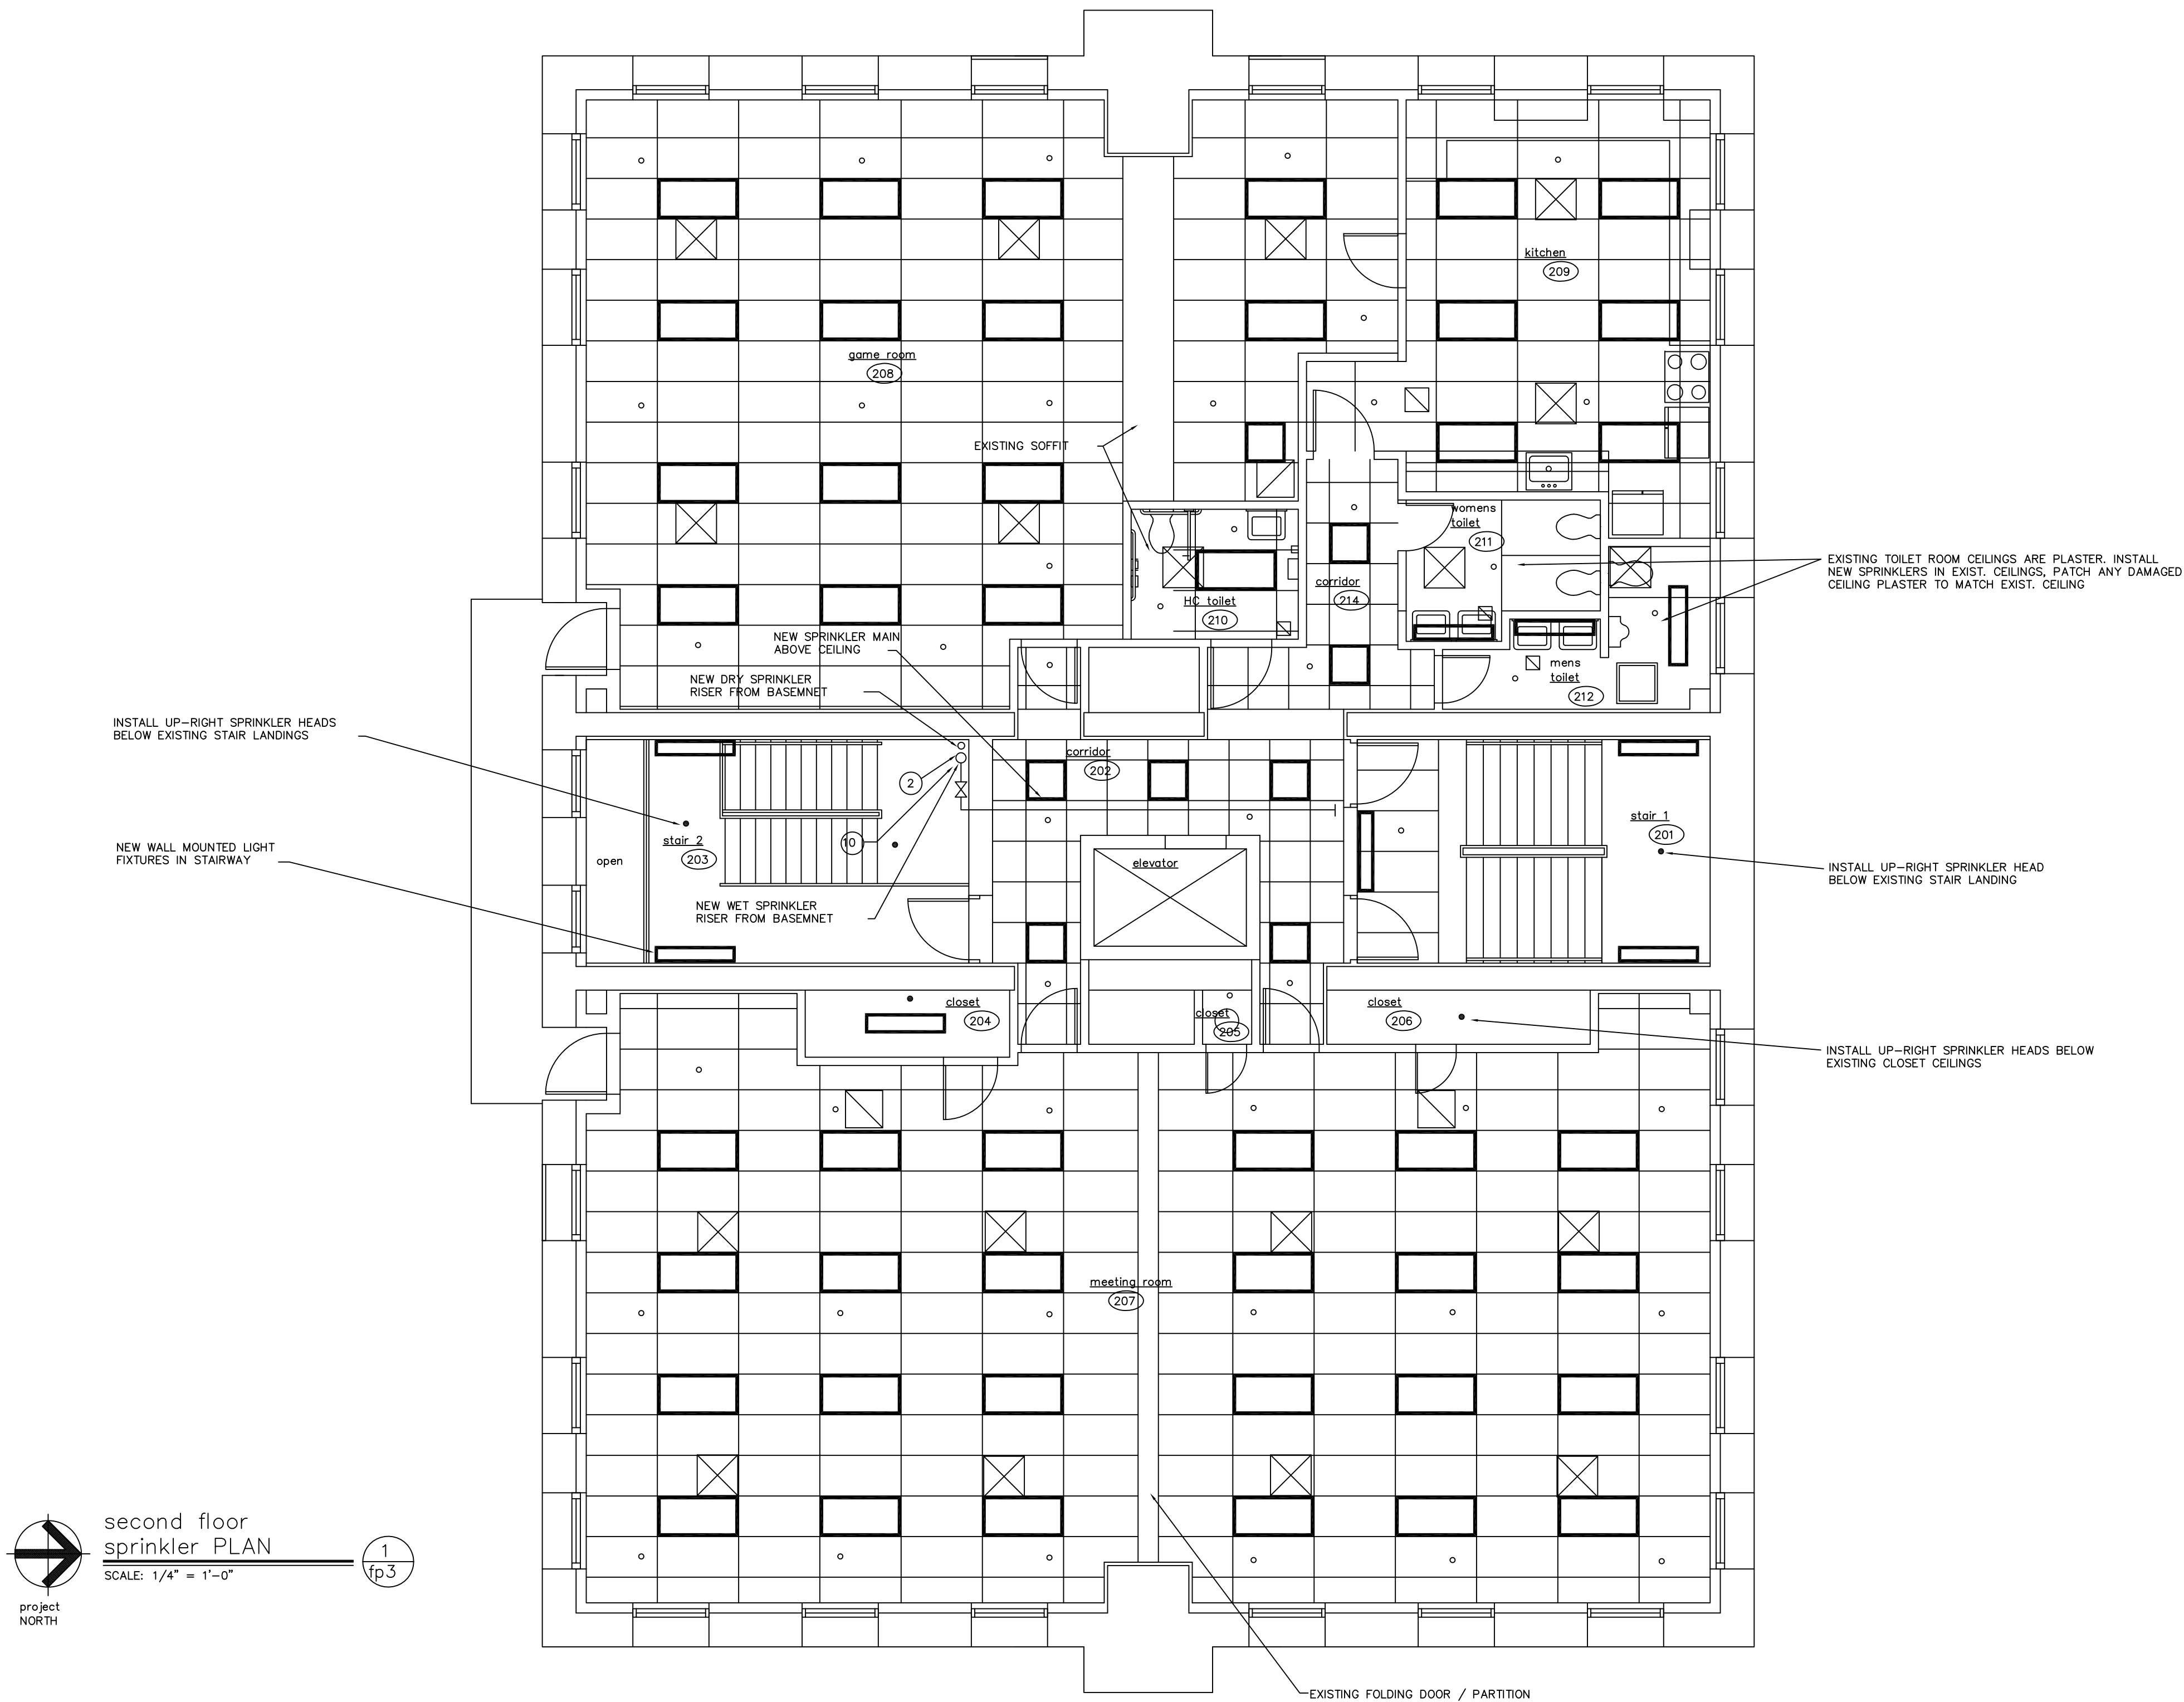 kitchen
209
game room
208
EXISTING SOFFIT
womens
toilet
211
EXISTING TOILET ROOM CEILINGS ARE PLASTER. INSTALL
NEW SPRINKLERS IN EXIST. CEILINGS, PATCH ANY DAMAGED
CEILING PLASTER TO MATCH EXIST. CEILING
corridor
214
HC toilet
210
NEW SPRINKLER MAIN
ABOVE CEILING
mens
toilet
212
NEW DRY SPRINKLER
RISER FROM BASEMNET
INSTALL UP-RIGHT SPRINKLER HEADS
BELOW EXISTING STAIR LANDINGS
corridor
202
2
10
stair 2
203
open
elevator
stair 1
201
NEW WALL MOUNTED LIGHT
FIXTURES IN STAIRWAY
INSTALL UP-RIGHT SPRINKLER HEAD
BELOW EXISTING STAIR LANDING
NEW WET SPRINKLER
RISER FROM BASEMNET
closet
204
closet
205
closet
206
INSTALL UP-RIGHT SPRINKLER HEADS BELOW
EXISTING CLOSET CEILINGS
meeting room
207
second floor
sprinkler PLAN
SCALE: 1/4" = 1'-0"
1
fp3
project
NORTH
EXISTING FOLDING DOOR / PARTITION